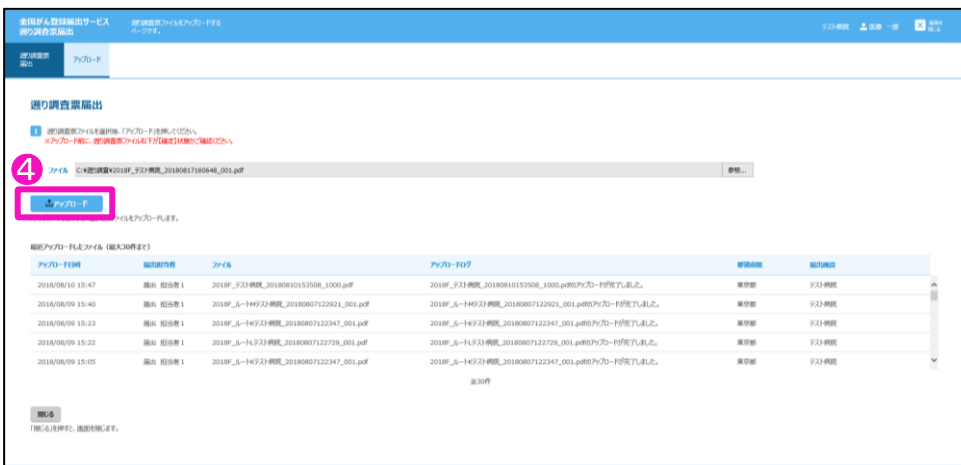 全国がん登録届出サービス
遡り調査票届出
遡り調査票ファイルをアップロードする
ページです。
テスト病院 医療 一郎 画面を
閉じる
遡り調査票
届出
アップロード
遡り調査票届出
1 遡り調査票ファイルを選択後、「アップロード」を押してください。
※アップロード前に、遡り調査票ファイル右下が【確定】状態かご確認ください。
4
ファイル C:¥遡り調査¥2018F_テスト病院_20180817160648_001.pdf 参照...
アップロード
ファイルをアップロードします。
最近アップロードしたファイル（最大30件まで）
アップロード日時 届出担当者 ファイル アップロードログ 都道府県 届出施設
2018/08/10 15:47 届出 担当者1 2018F_テスト病院_20180810153508_1000.pdf 2018F_テスト病院_20180810153508_1000.pdfのアップロードが完了しました。 東京都 テスト病院
2018/08/09 15:40 届出 担当者1 2018F_ルートMテスト病院_20180807122921_001.pdf 2018F_ルートMテスト病院_20180807122921_001.pdfのアップロードが完了しました。 東京都 テスト病院
2018/08/09 15:23 届出 担当者1 2018F_ルートKテスト病院_20180807122347_001.pdf 2018F_ルートKテスト病院_20180807122347_001.pdfのアップロードが完了しました。 東京都 テスト病院
2018/08/09 15:22 届出 担当者1 2018F_ルートLテスト病院_20180807122729_001.pdf 2018F_ルートLテスト病院_20180807122729_001.pdfのアップロードが完了しました。 東京都 テスト病院
2018/08/09 15:05 届出 担当者1 2018F_ルートKテスト病院_20180807122347_001.pdf 2018F_ルートKテスト病院_20180807122347_001.pdfのアップロードが完了しました。 東京都 テスト病院
全30件
閉じる
「閉じる」を押すと、画面を閉じます。